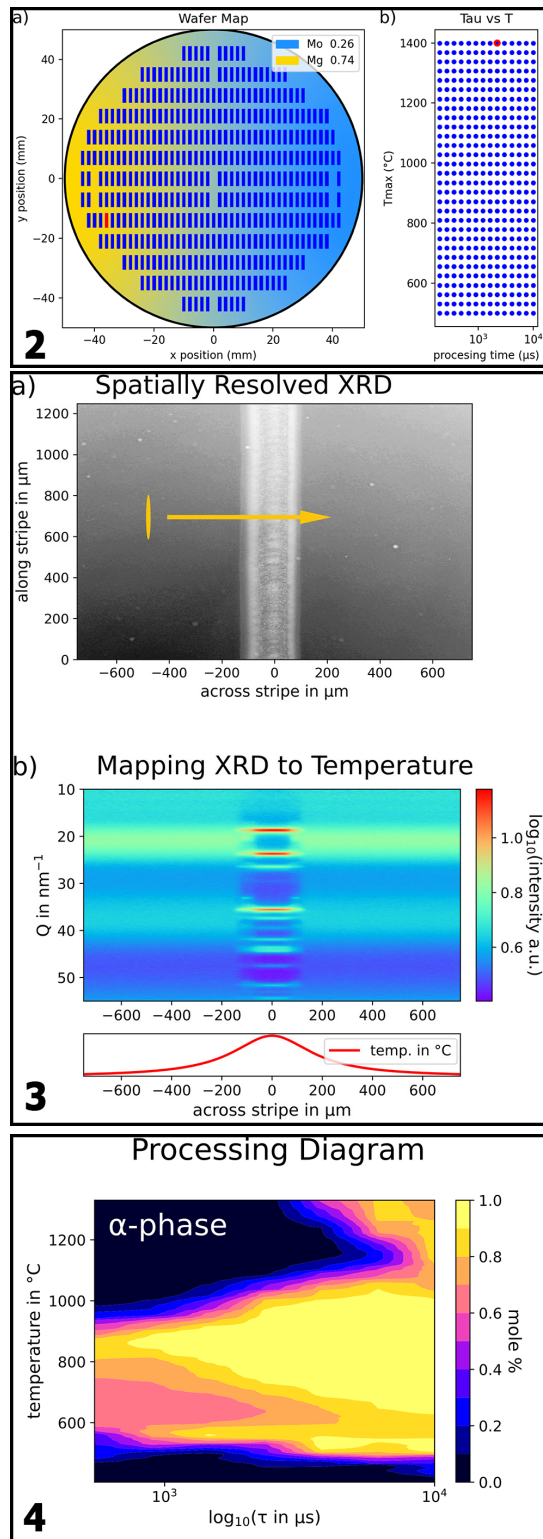 a)
Wafer Map
b)
Tau vs T
Mo 0.26
Mg 0.74
40
20
0
−20
−40
y position (mm)
−40 −20 0 20 40
x position (mm)
1400
1200
1000
800
600
Tmax (°C)
10³ 10⁴
procesing time (µs)
2
a)
Spatially Resolved XRD
1200
1000
800
600
400
200
0
along stripe in µm
−600 −400 −200 0 200 400 600
across stripe in µm
b)
Mapping XRD to Temperature
10
20
30
40
50
Q in nm⁻¹
−600 −400 −200 0 200 400 600
1.0
0.8
0.6
log₁₀(intensity a.u.)
temp. in °C
−600 −400 −200 0 200 400 600
across stripe in µm
3
Processing Diagram
α-phase
1200
1000
800
600
temperature in °C
10³ 10⁴
log₁₀(τ in µs)
1.0
0.8
0.6
0.4
0.2
0.0
mole %
4